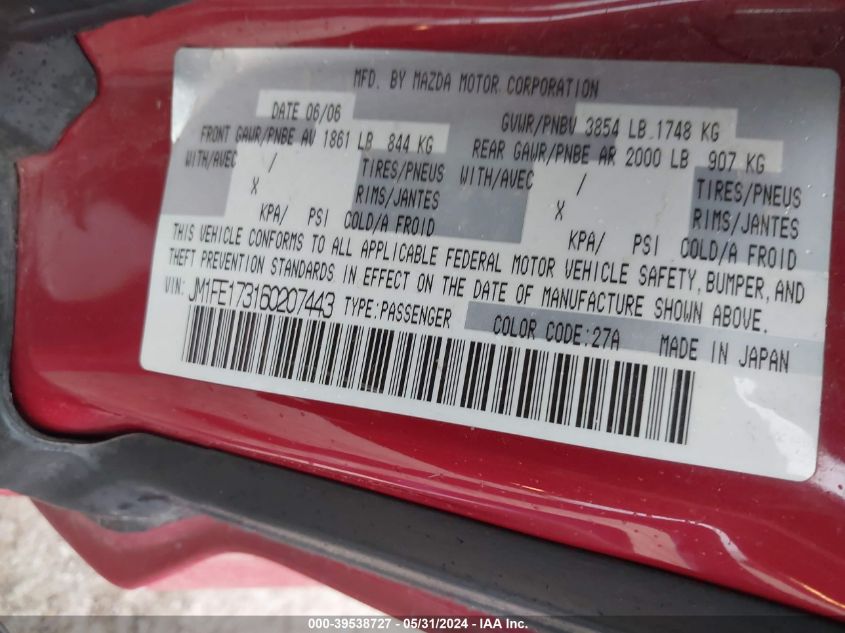 MFD. BY MAZDA MOTOR CORPORATION
DATE 06/06 GVWR/PNBV 3854 LB 1748 KG
FRONT GAWR/PNBE AV 1861 LB 844 KG REAR GAWR/PNBE AR 2000 LB 907 KG
WITH/AVEC / TIRES/PNEUS WITH/AVEC / TIRES/PNEUS
X RIMS/JANTES X RIMS/JANTES
KPA/ PSI COLD/A FROID KPA/ PSI COLD/A FROID
THIS VEHICLE CONFORMS TO ALL APPLICABLE FEDERAL MOTOR VEHICLE SAFETY, BUMPER, AND
THEFT PREVENTION STANDARDS IN EFFECT ON THE DATE OF MANUFACTURE SHOWN ABOVE.
VIN: JM1FE173160207443 TYPE:PASSENGER COLOR CODE:27A MADE IN JAPAN
000-39538727 - 05/31/2024 - IAA Inc.